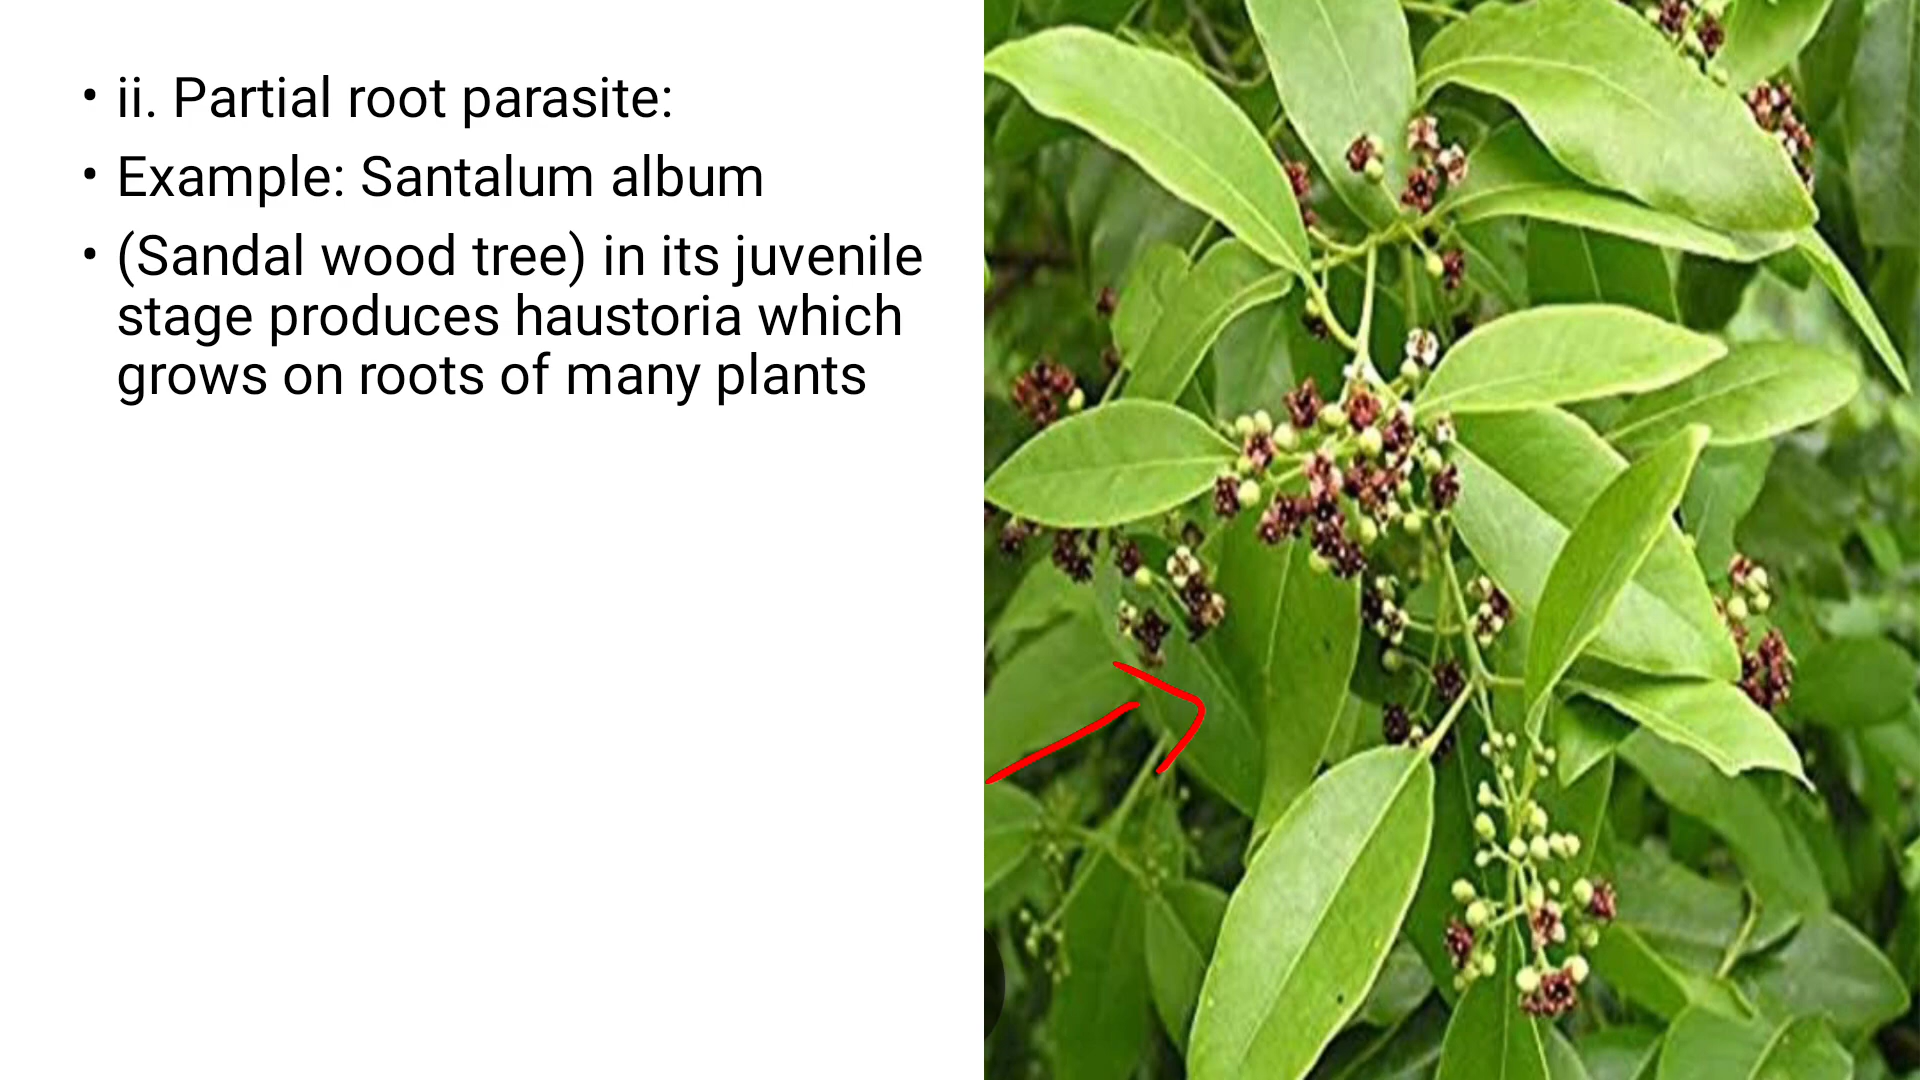 • ii. Partial root parasite:
• Example: Santalum album
• (Sandal wood tree) in its juvenile
stage produces haustoria which
grows on roots of many plants